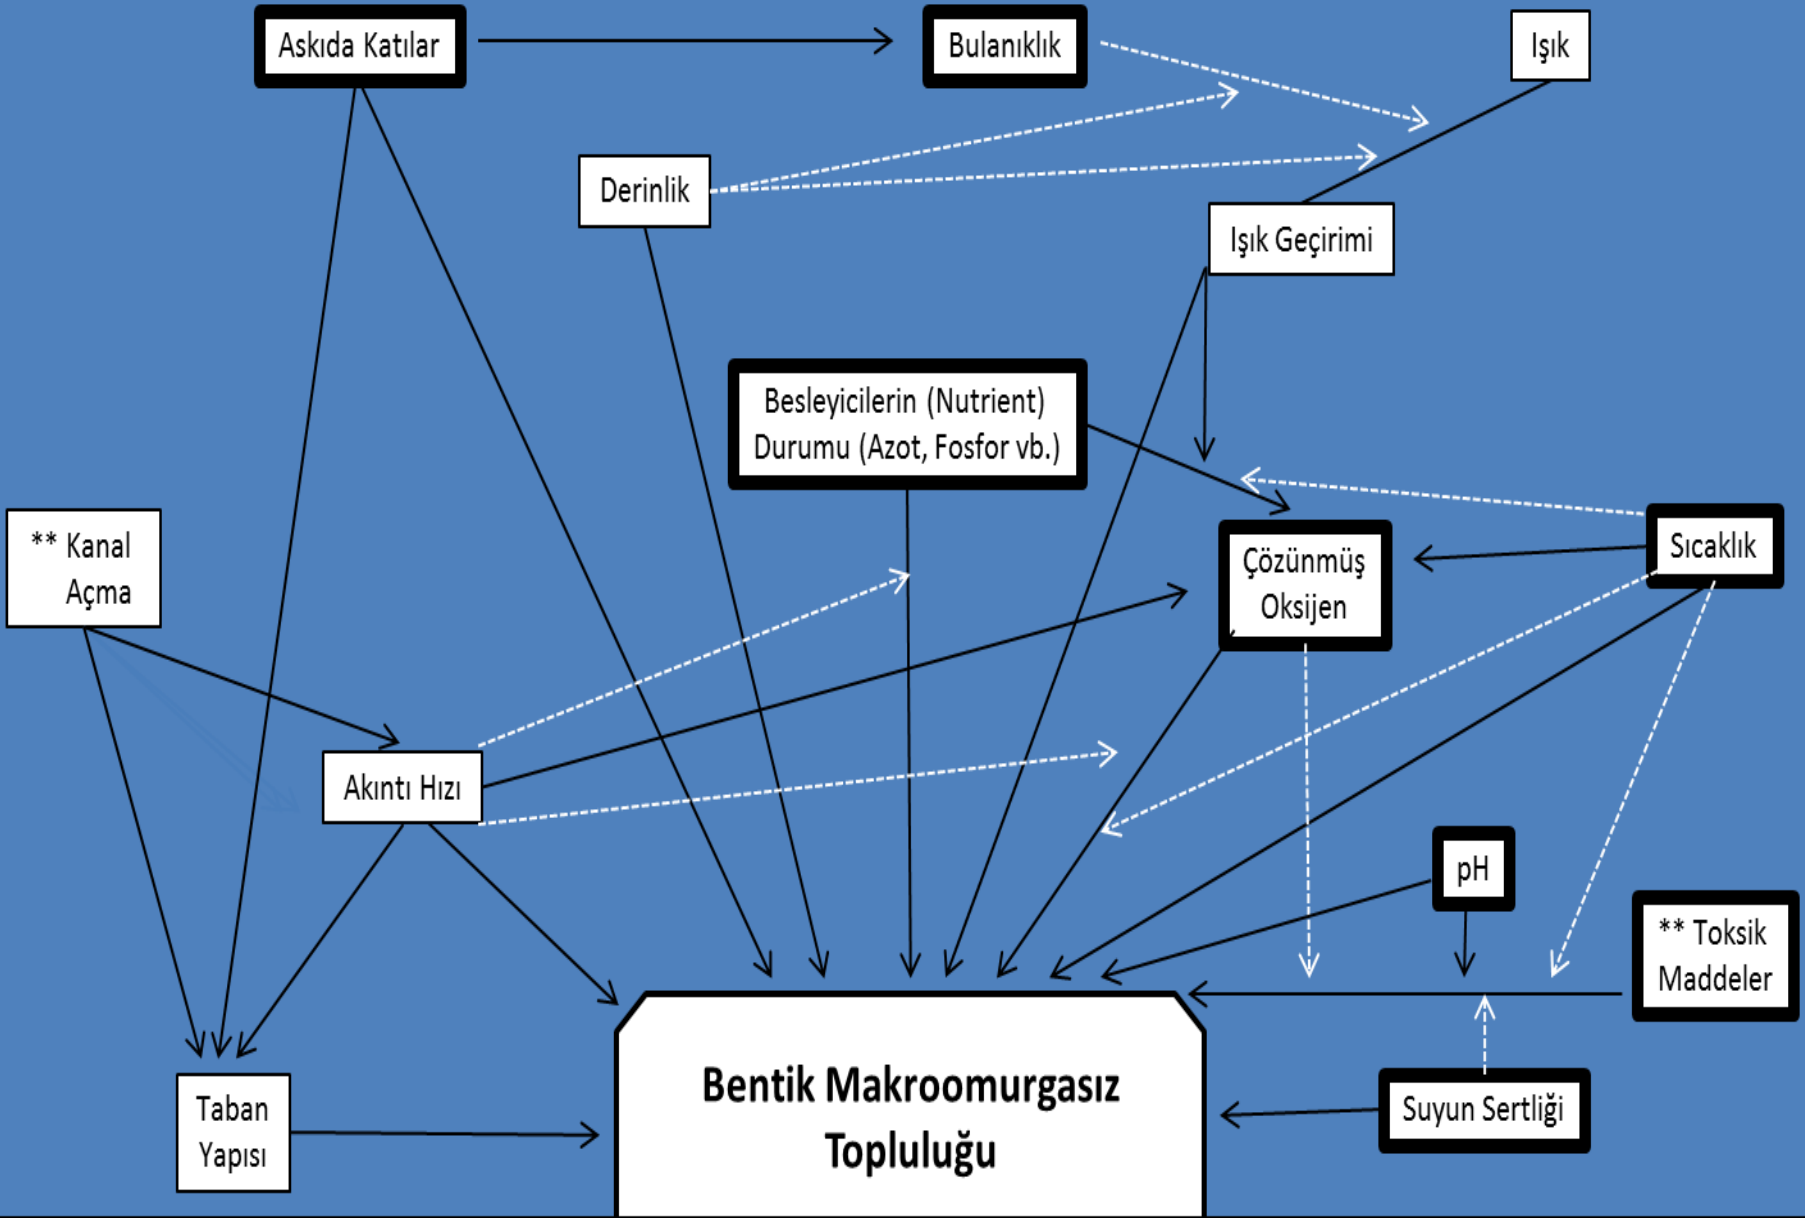 Askıda Katılar
Bulanıklık
Işık
Derinlik
Işık Geçirimi
Besleyicilerin (Nutrient)
Durumu (Azot, Fosfor vb.)
** Kanal
Açma
Çözünmüş
Oksijen
Sıcaklık
Akıntı Hızı
pH
** Toksik
Maddeler
Taban
Yapısı
Bentik Makroomurgasız
Topluluğu
Suyun Sertliği